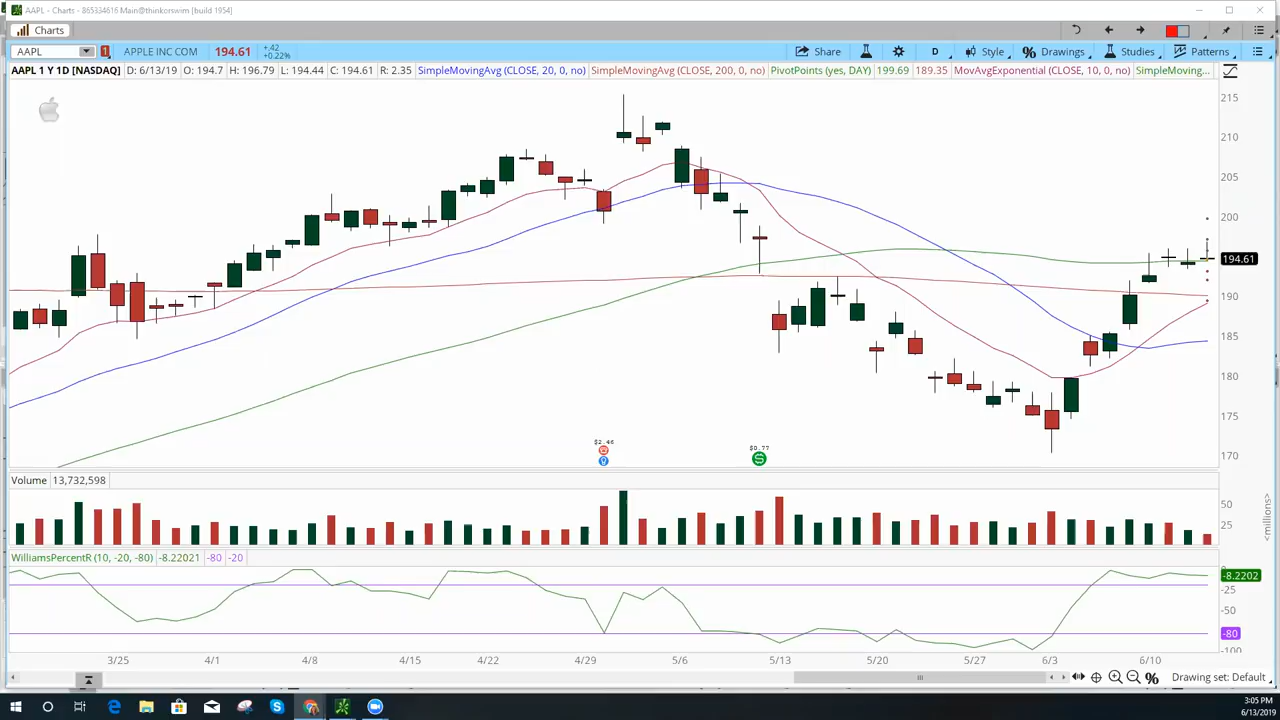 AAPL - Charts - 865334616 Main@thinkorswim [build 1954]
Charts
AAPL 1 APPLE INC COM 194.61 +.42 +0.22% Share D Style % Drawings Studies Patterns
AAPL 1 Y 1D [NASDAQ] D: 6/13/19 O: 194.7 H: 196.79 L: 194.44 C: 194.61 R: 2.35 SimpleMovingAvg (CLOSE, 20, 0, no) SimpleMovingAvg (CLOSE, 200, 0, no) PivotPoints (yes, DAY) 199.69 189.35 MovAvgExponential (CLOSE, 10, 0, no) SimpleMoving...
215
210
205
200
194.61
190
185
180
175
170
$2.46 $0.77
S
Volume 13,732,598
50
25
<millions>
WilliamsPercentR (10, -20, -80) -8.22021 -80 -20
-8.2202
-25
-50
-80
-100
3/25 4/1 4/8 4/15 4/22 4/29 5/6 5/13 5/20 5/27 6/3 6/10
% Drawing set: Default
3:05 PM
6/13/2019